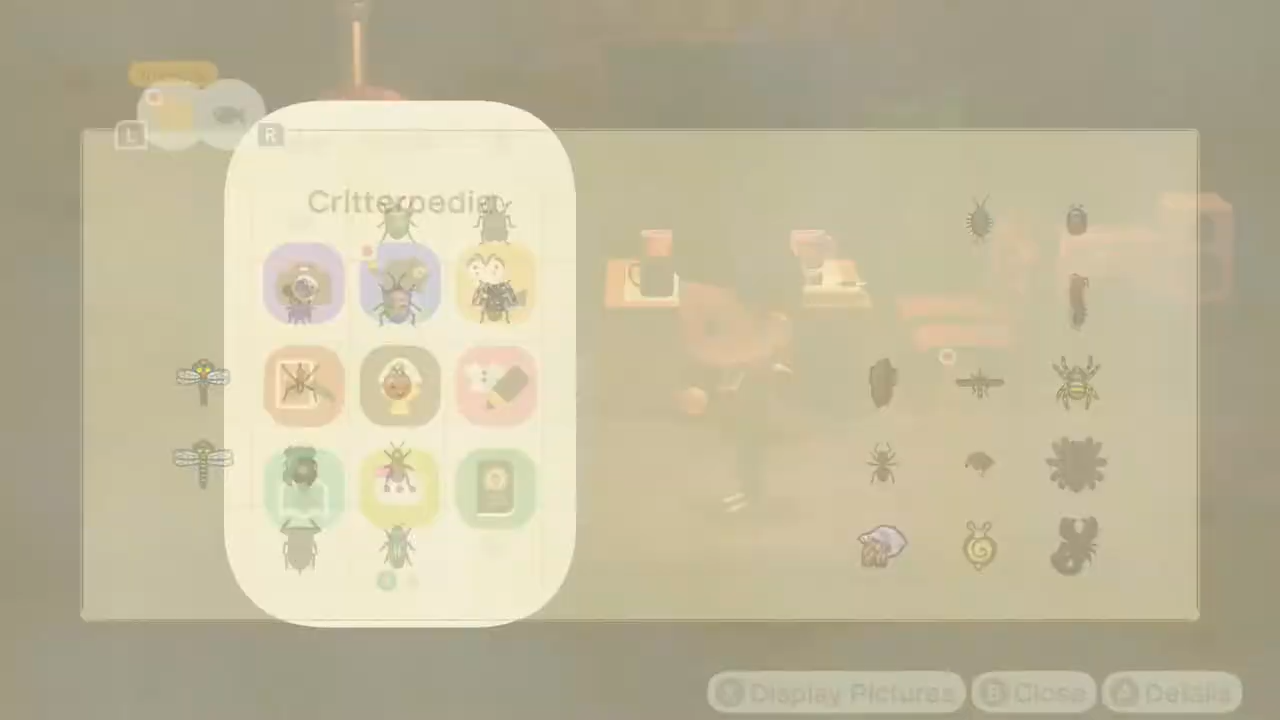 L
R
Critterpedia
Display Pictures
B Close
Details